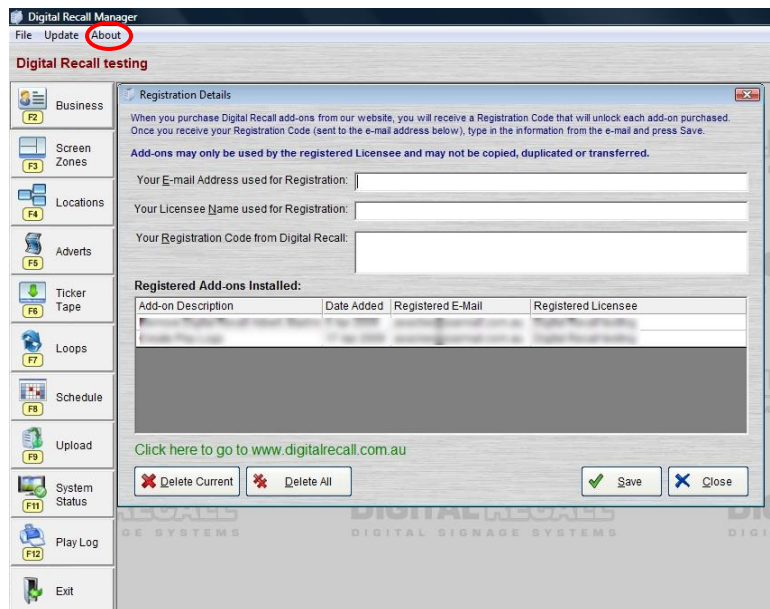 Digital Recall Manager
File Update About
Digital Recall testing
F2 Business
F3 Screen Zones
F4 Locations
F5 Adverts
F6 Ticker Tape
F7 Loops
F8 Schedule
F9 Upload
F11 System Status
F12 Play Log
Exit
Registration Details
When you purchase Digital Recall add-ons from our website, you will receive a Registration Code that will unlock each add-on purchased.
Once you receive your Registration Code (sent to the e-mail address below), type in the information from the e-mail and press Save.
Add-ons may only be used by the registered Licensee and may not be copied, duplicated or transferred.
Your E-mail Address used for Registration:
Your Licensee Name used for Registration:
Your Registration Code from Digital Recall:
Registered Add-ons Installed:
Add-on Description Date Added Registered E-Mail Registered Licensee
Click here to go to www.digitalrecall.com.au
Delete Current Delete All Save Close
DIGITAL RECALL
DIGITAL SIGNAGE SYSTEMS